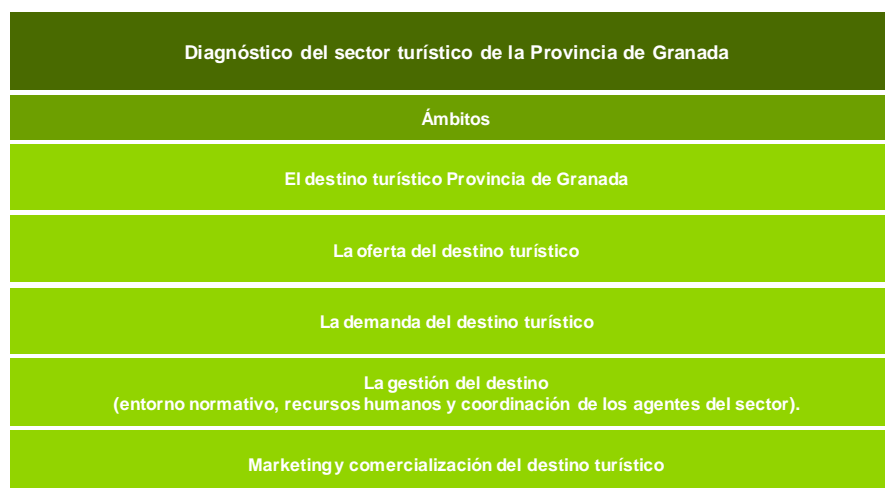 Diagnóstico del sector turístico de la Provincia de Granada
Ámbitos
El destino turístico Provincia de Granada
La oferta del destino turístico
La demanda del destino turístico
La gestión del destino
(entorno normativo, recursos humanos y coordinación de los agentes del sector).
Marketing y comercialización del destino turístico